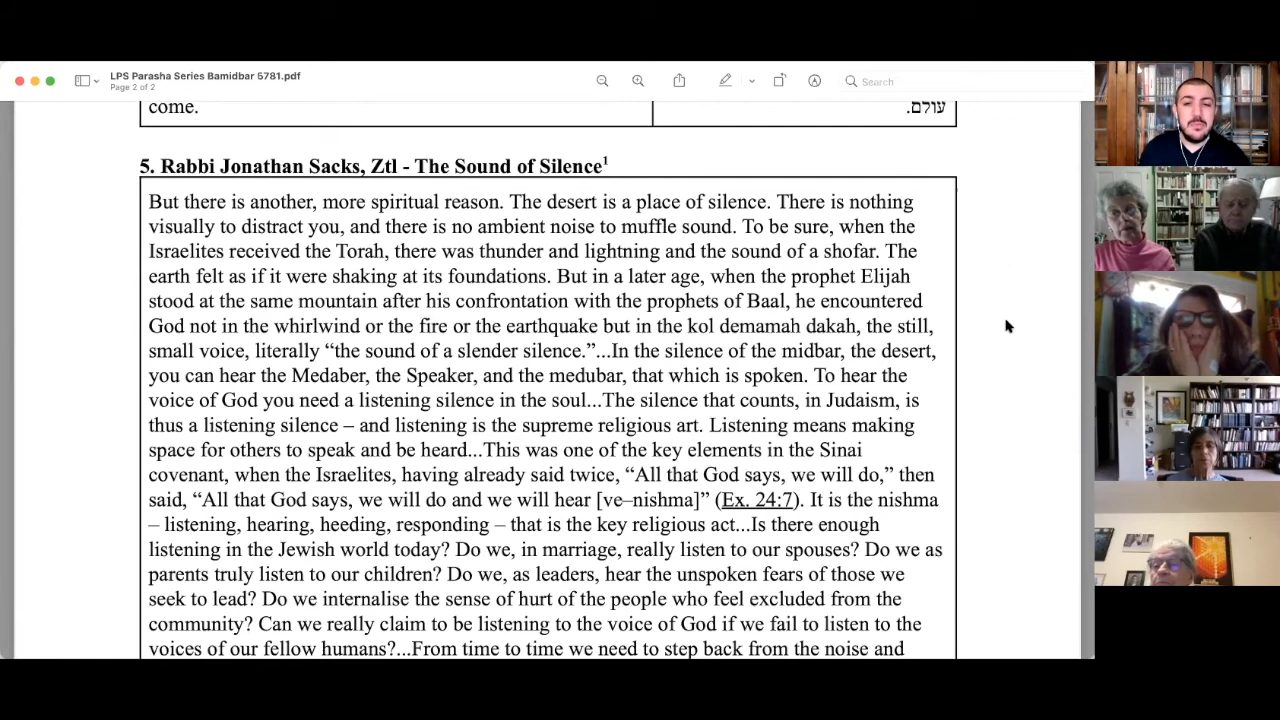 LPS Parasha Series Bamidbar 5781.pdf
Page 2 of 2
Search
come.
עולם.
5. Rabbi Jonathan Sacks, Ztl - The Sound of Silence1
But there is another, more spiritual reason. The desert is a place of silence. There is nothing
visually to distract you, and there is no ambient noise to muffle sound. To be sure, when the
Israelites received the Torah, there was thunder and lightning and the sound of a shofar. The
earth felt as if it were shaking at its foundations. But in a later age, when the prophet Elijah
stood at the same mountain after his confrontation with the prophets of Baal, he encountered
God not in the whirlwind or the fire or the earthquake but in the kol demamah dakah, the still,
small voice, literally “the sound of a slender silence.”...In the silence of the midbar, the desert,
you can hear the Medaber, the Speaker, and the medubar, that which is spoken. To hear the
voice of God you need a listening silence in the soul...The silence that counts, in Judaism, is
thus a listening silence – and listening is the supreme religious art. Listening means making
space for others to speak and be heard...This was one of the key elements in the Sinai
covenant, when the Israelites, having already said twice, “All that God says, we will do,” then
said, “All that God says, we will do and we will hear [ve–nishma]” (Ex. 24:7). It is the nishma
– listening, hearing, heeding, responding – that is the key religious act...Is there enough
listening in the Jewish world today? Do we, in marriage, really listen to our spouses? Do we as
parents truly listen to our children? Do we, as leaders, hear the unspoken fears of those we
seek to lead? Do we internalise the sense of hurt of the people who feel excluded from the
community? Can we really claim to be listening to the voice of God if we fail to listen to the
voices of our fellow humans?...From time to time we need to step back from the noise and